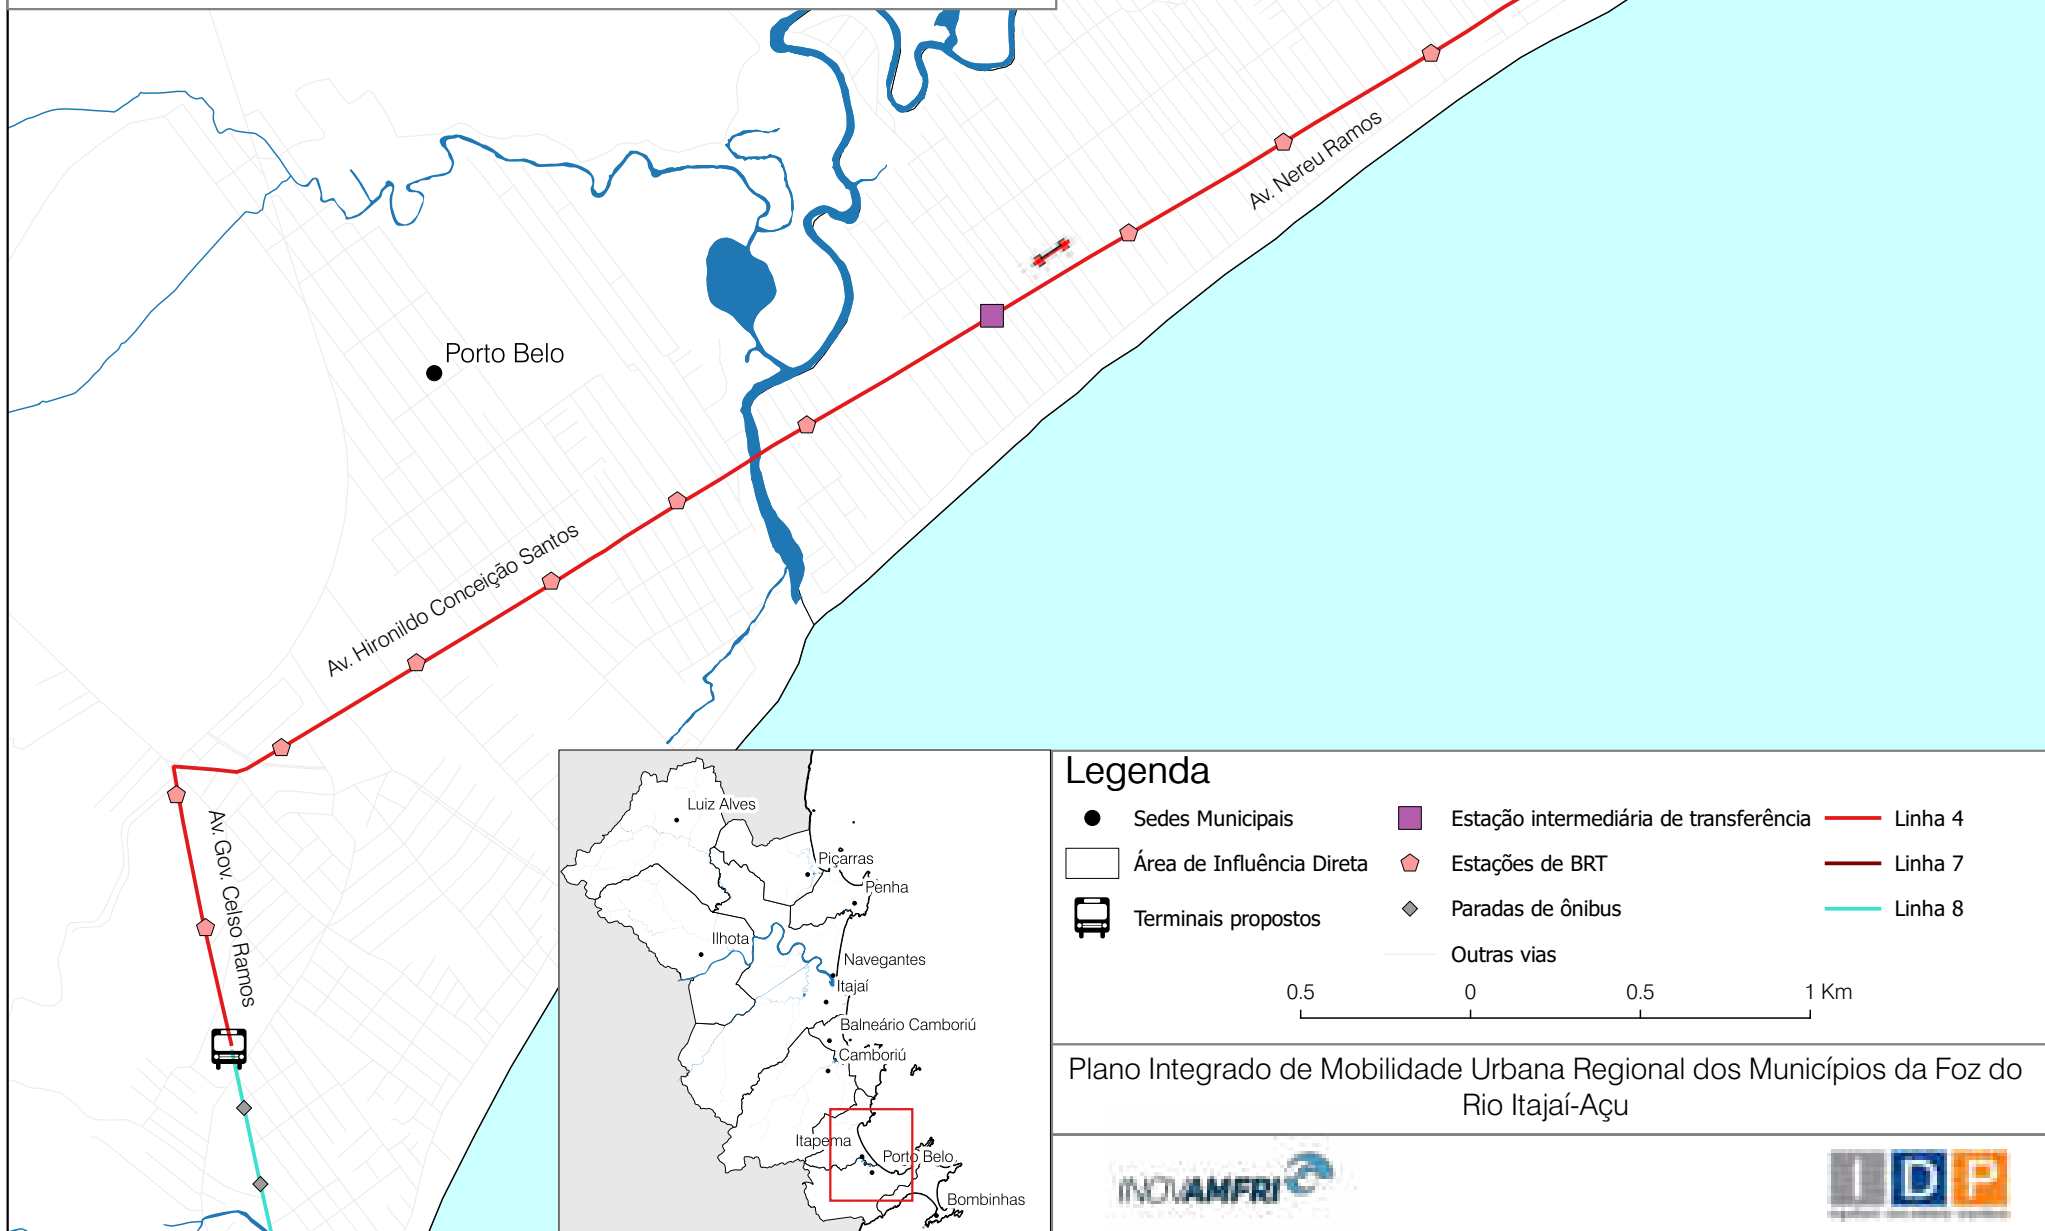 Av. Nereu Ramos
Porto Belo
Av. Hironildo Conceição Santos
Av. Gov. Celso Ramos
Luiz Alves
Piçarras
Penha
Ilhota
Navegantes
Itajaí
Balneário Camboriú
Camboriú
Itapema
Porto Belo
Bombinhas
Legenda
Sedes Municipais
Área de Influência Direta
Terminais propostos
Estação intermediária de transferência
Estações de BRT
Paradas de ônibus
Outras vias
Linha 4
Linha 7
Linha 8
0.5 0 0.5 1 Km
Plano Integrado de Mobilidade Urbana Regional dos Municípios da Foz do
Rio Itajaí-Açu
INOVAMFRI
IDP